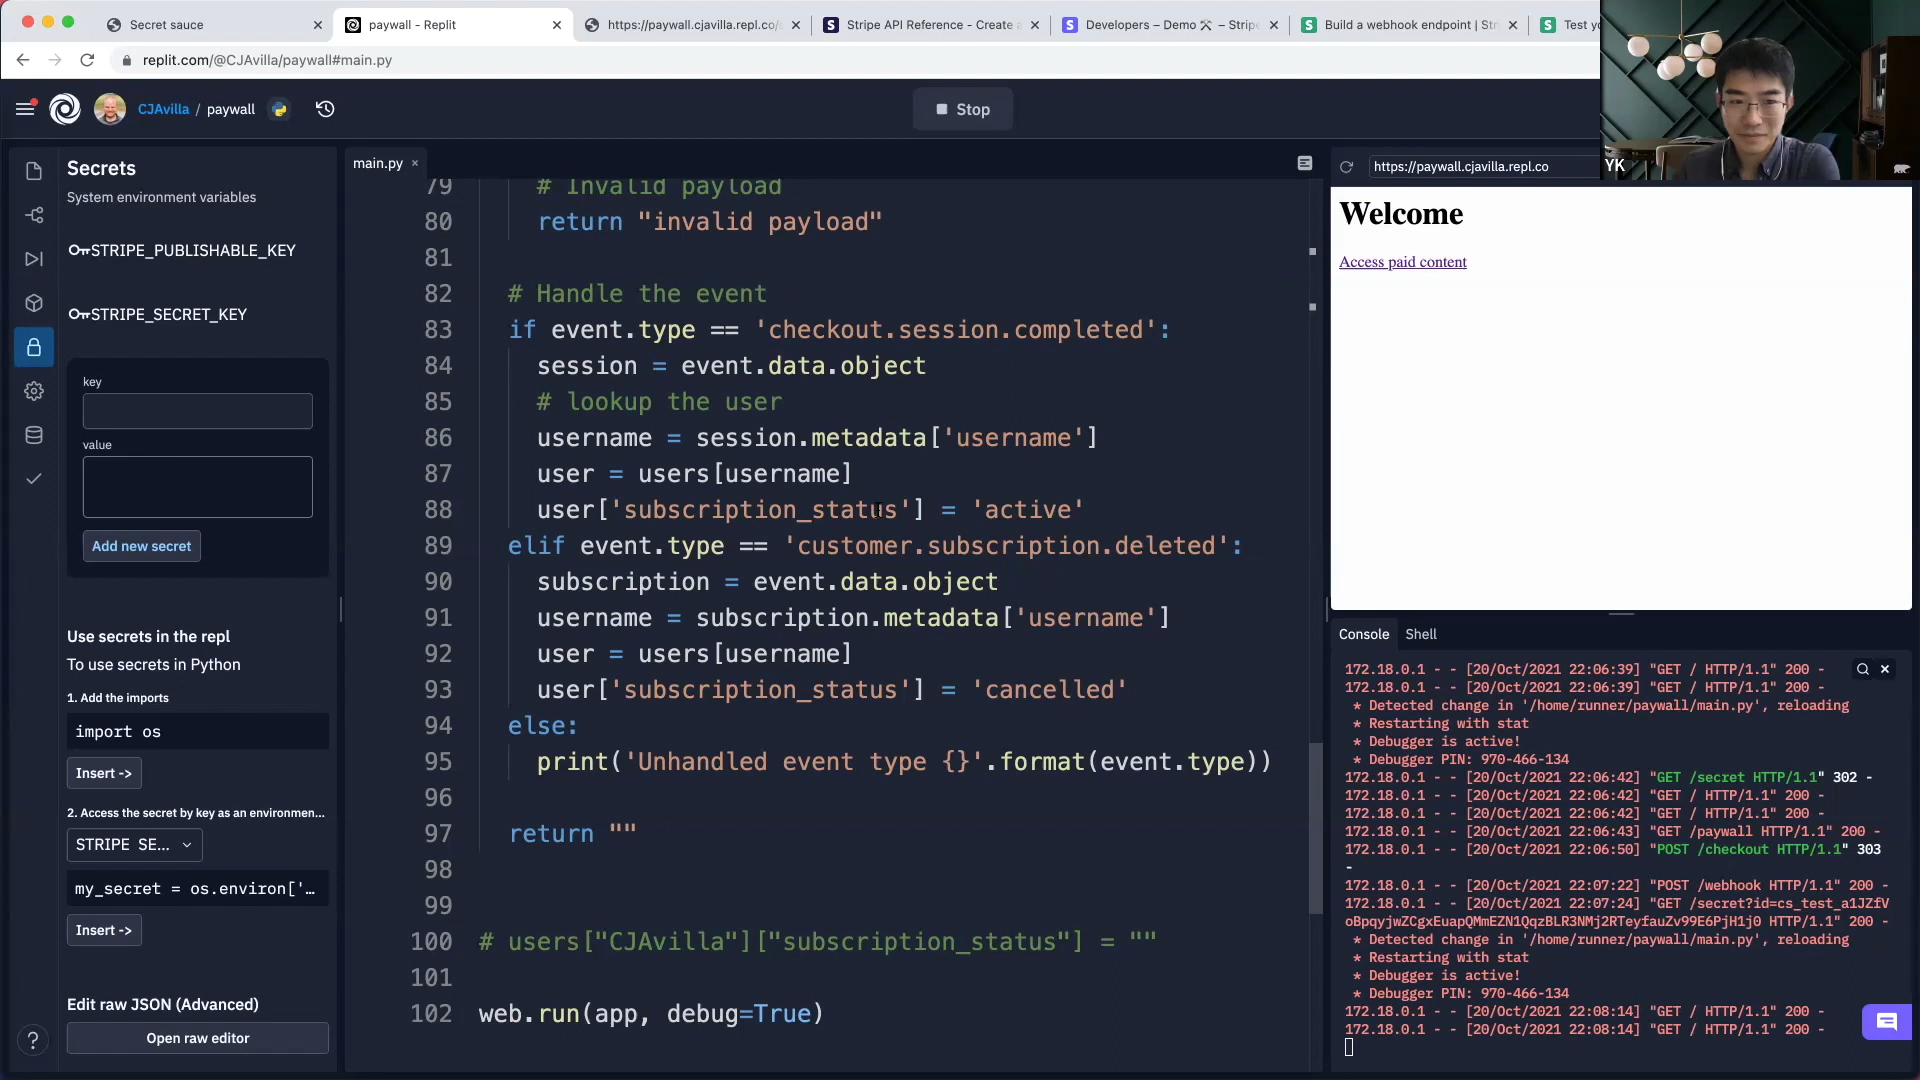 Secret sauce
paywall - Replit
https://paywall.cjavilla.repl.co/s
Stripe API Reference - Create a
Developers – Demo 🛠 – Stripe
Build a webhook endpoint | Str
Test yo
replit.com/@CJAvilla/paywall#main.py
CJAvilla / paywall
Stop
YK
Secrets
System environment variables
STRIPE_PUBLISHABLE_KEY
STRIPE_SECRET_KEY
key
value
Add new secret
Use secrets in the repl
To use secrets in Python
1. Add the imports
import os
Insert ->
2. Access the secret by key as an environmen...
STRIPE SE...
my_secret = os.environ['...
Insert ->
Edit raw JSON (Advanced)
Open raw editor
?
main.py
79 # Invalid payload
80 return "invalid payload"
81
82 # Handle the event
83 if event.type == 'checkout.session.completed':
84 session = event.data.object
85 # lookup the user
86 username = session.metadata['username']
87 user = users[username]
88 user['subscription_status'] = 'active'
89 elif event.type == 'customer.subscription.deleted':
90 subscription = event.data.object
91 username = subscription.metadata['username']
92 user = users[username]
93 user['subscription_status'] = 'cancelled'
94 else:
95 print('Unhandled event type {}'.format(event.type))
96
97 return ""
98
99
100 # users["CJAvilla"]["subscription_status"] = ""
101
102 web.run(app, debug=True)
https://paywall.cjavilla.repl.co
Welcome
Access paid content
Console
Shell
172.18.0.1 - - [20/Oct/2021 22:06:39] "GET / HTTP/1.1" 200 -
172.18.0.1 - - [20/Oct/2021 22:06:39] "GET / HTTP/1.1" 200 -
* Detected change in '/home/runner/paywall/main.py', reloading
* Restarting with stat
* Debugger is active!
* Debugger PIN: 970-466-134
172.18.0.1 - - [20/Oct/2021 22:06:42] "GET /secret HTTP/1.1" 302 -
172.18.0.1 - - [20/Oct/2021 22:06:42] "GET / HTTP/1.1" 200 -
172.18.0.1 - - [20/Oct/2021 22:06:42] "GET / HTTP/1.1" 200 -
172.18.0.1 - - [20/Oct/2021 22:06:43] "GET /paywall HTTP/1.1" 200 -
172.18.0.1 - - [20/Oct/2021 22:06:50] "POST /checkout HTTP/1.1" 303
-
172.18.0.1 - - [20/Oct/2021 22:07:22] "POST /webhook HTTP/1.1" 200 -
172.18.0.1 - - [20/Oct/2021 22:07:24] "GET /secret?id=cs_test_a1JZfV
oBpqyjwZCgxEuapQMmEZN1QqzBLR3NMj2RTeyfauZv99E6PjH1j0 HTTP/1.1" 200 -
* Detected change in '/home/runner/paywall/main.py', reloading
* Restarting with stat
* Debugger is active!
* Debugger PIN: 970-466-134
172.18.0.1 - - [20/Oct/2021 22:08:14] "GET / HTTP/1.1" 200 -
172.18.0.1 - - [20/Oct/2021 22:08:14] "GET / HTTP/1.1" 200 -